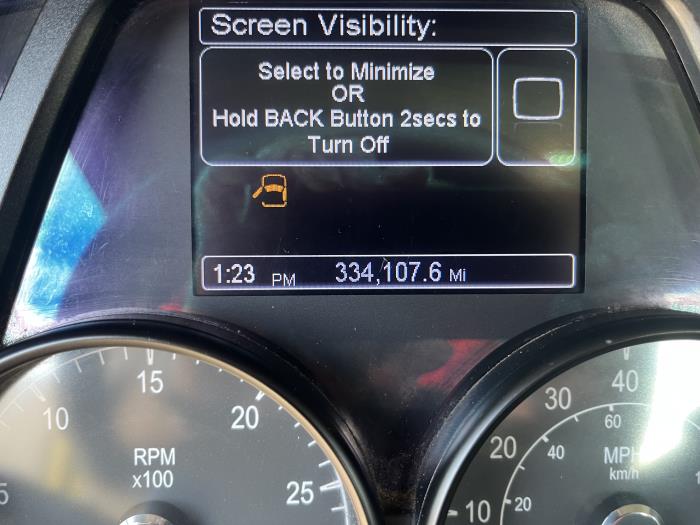 Screen Visibility:
Select to Minimize
OR
Hold BACK Button 2secs to
Turn Off
1:23 PM 334,107.6 Mi
5 10 15 20 25
RPM
x100
10 20 30 40
20 40 60
MPH
km/h